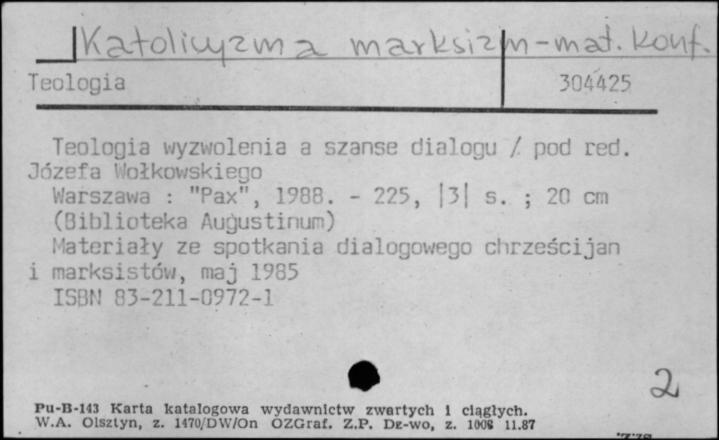 Katolicyzm a marksizm - mat. konf.
Teologia 304425
Teologia wyzwolenia a szanse dialogu / pod red.
Józefa Wołkowskiego
Warszawa : "Pax", 1988. - 225, |3| s. ; 20 cm
(Biblioteka Augustinum)
Materiały ze spotkania dialogowego chrześcijan
i marksistów, maj 1985
ISBN 83-211-0972-1
2
Pu-B-143 Karta katalogowa wydawnictw zwartych i ciągłych.
W.A. Olsztyn, z. 1470/DW/On OZGraf. Z.P. Dz-wo, z. 1008 11.87